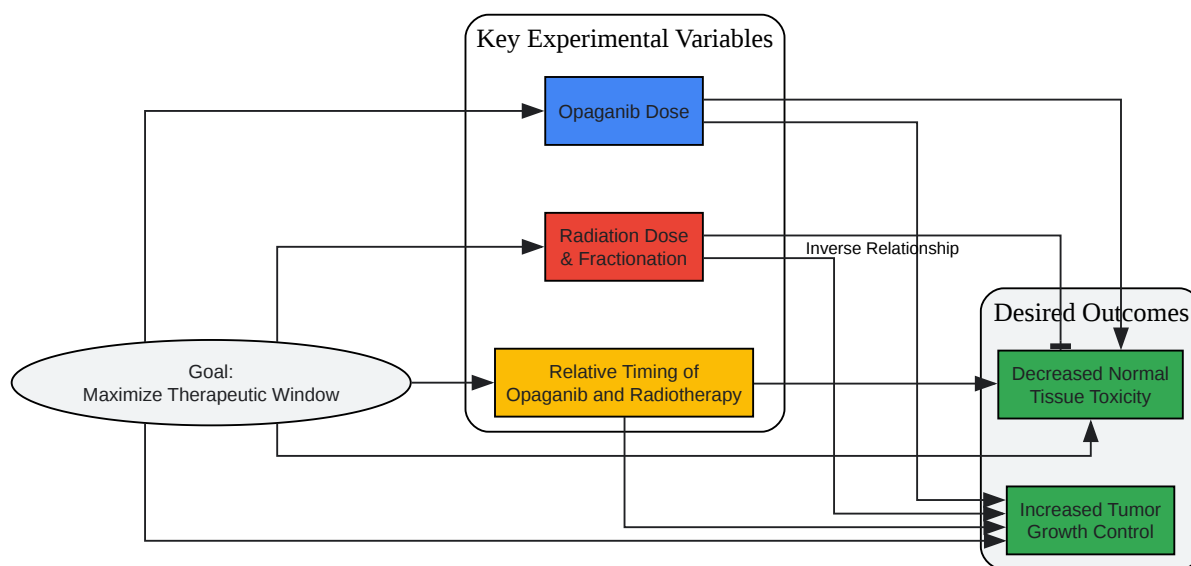 Key Experimental Variables
Opaganib Dose
Radiation Dose
& Fractionation
Inverse Relationship
Desired Outcomes
Goal:
Maximize Therapeutic Window
Relative Timing of
Opaganib and Radiotherapy
Decreased Normal
Tissue Toxicity
Increased Tumor
Growth Control